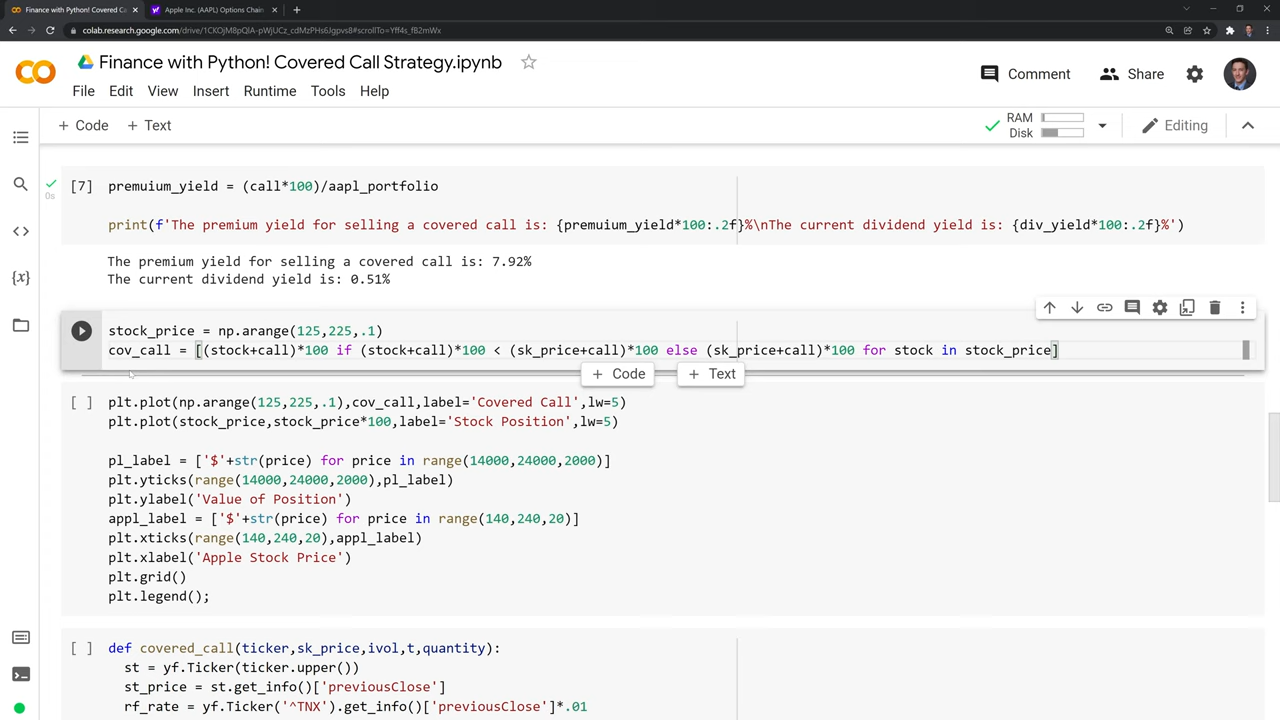 Finance with Python! Covered Ca
Apple Inc. (AAPL) Options Chain
colab.research.google.com/drive/1CKOjM8pQIA-pWjUCz_cdMzPHs6Jgpvs8#scrollTo=Yff4s_fB2mWx
Finance with Python! Covered Call Strategy.ipynb
Comment Share
File Edit View Insert Runtime Tools Help
+ Code + Text
RAM
Disk
Editing
[7] premuium_yield = (call*100)/aapl_portfolio
0s
print(f'The premium yield for selling a covered call is: {premuium_yield*100:.2f}%\nThe current dividend yield is: {div_yield*100:.2f}%')
The premium yield for selling a covered call is: 7.92%
The current dividend yield is: 0.51%
stock_price = np.arange(125,225,.1)
cov_call = [(stock+call)*100 if (stock+call)*100 < (sk_price+call)*100 else (sk_price+call)*100 for stock in stock_price]
+ Code + Text
[ ] plt.plot(np.arange(125,225,.1),cov_call,label='Covered Call',lw=5)
plt.plot(stock_price,stock_price*100,label='Stock Position',lw=5)
pl_label = ['$'+str(price) for price in range(14000,24000,2000)]
plt.yticks(range(14000,24000,2000),pl_label)
plt.ylabel('Value of Position')
appl_label = ['$'+str(price) for price in range(140,240,20)]
plt.xticks(range(140,240,20),appl_label)
plt.xlabel('Apple Stock Price')
plt.grid()
plt.legend();
[ ] def covered_call(ticker,sk_price,ivol,t,quantity):
st = yf.Ticker(ticker.upper())
st_price = st.get_info()['previousClose']
rf_rate = yf.Ticker('^TNX').get_info()['previousClose']*.01